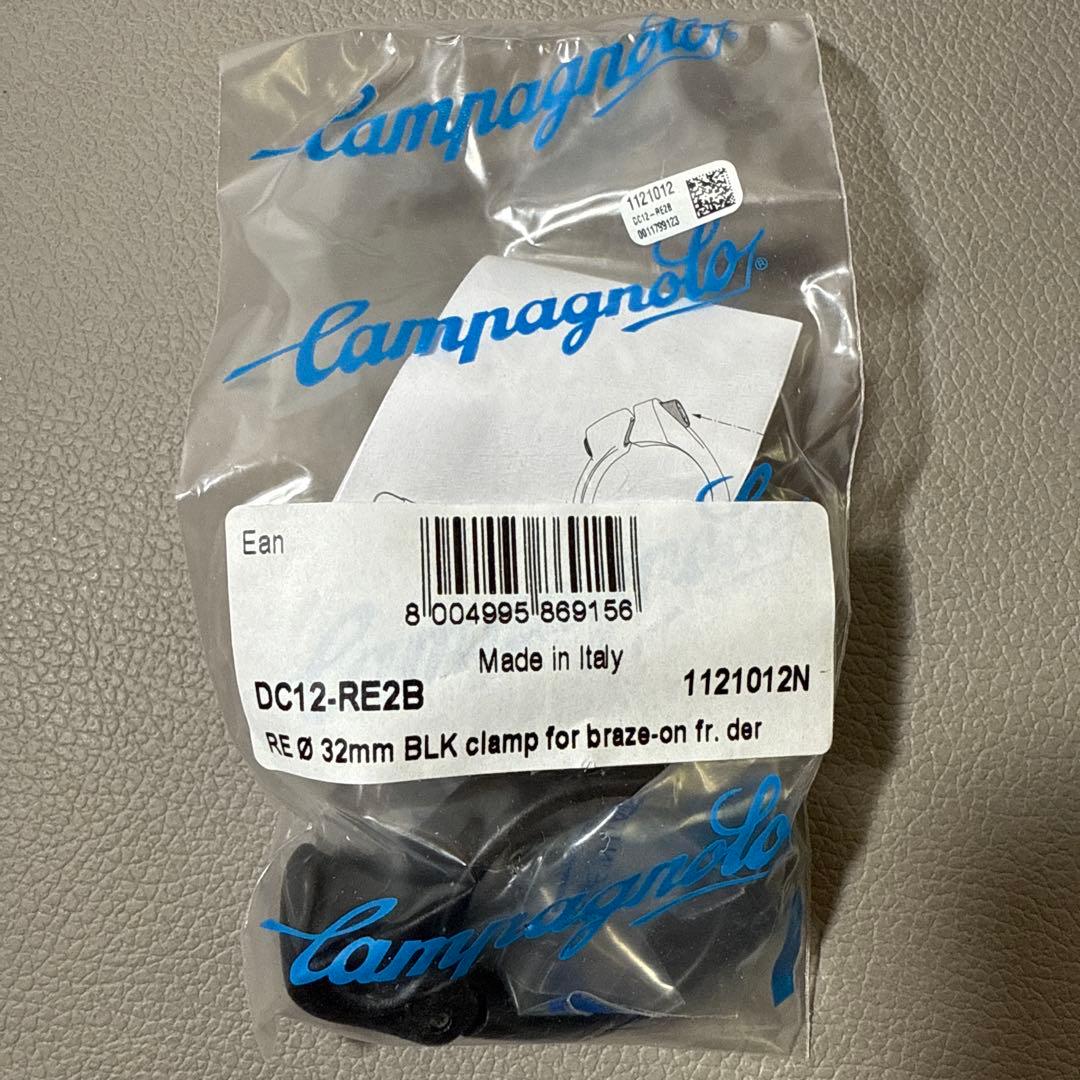 Campagnolo®
1121012
DC12-RE2B
0011799123
Campagnolo®
Ean
8 004995 869156
Made in Italy
DC12-RE2B
1121012N
RE Ø 32mm BLK clamp for braze-on fr. der
Campagnolo